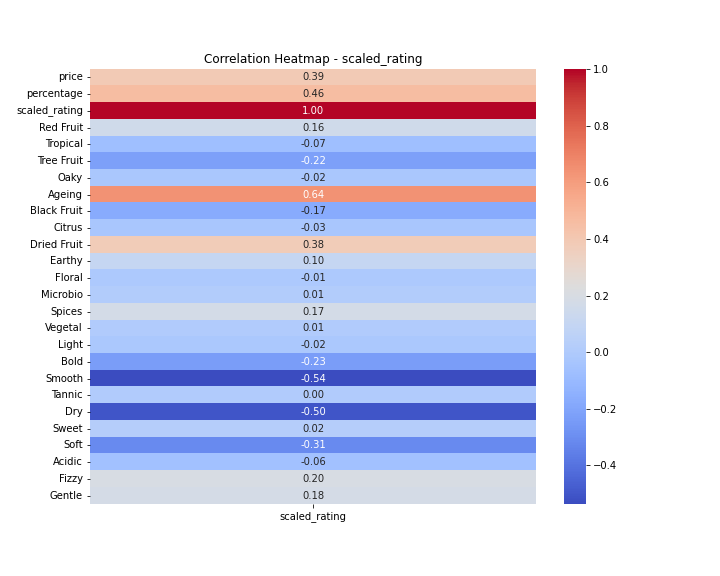 Correlation Heatmap - scaled_rating
price 0.39
percentage 0.46
scaled_rating 1.00
Red Fruit 0.16
Tropical -0.07
Tree Fruit -0.22
Oaky -0.02
Ageing 0.64
Black Fruit -0.17
Citrus -0.03
Dried Fruit 0.38
Earthy 0.10
Floral -0.01
Microbio 0.01
Spices 0.17
Vegetal 0.01
Light -0.02
Bold -0.23
Smooth -0.54
Tannic 0.00
Dry -0.50
Sweet 0.02
Soft -0.31
Acidic -0.06
Fizzy 0.20
Gentle 0.18
scaled_rating
1.0
0.8
0.6
0.4
0.2
0.0
−0.2
−0.4